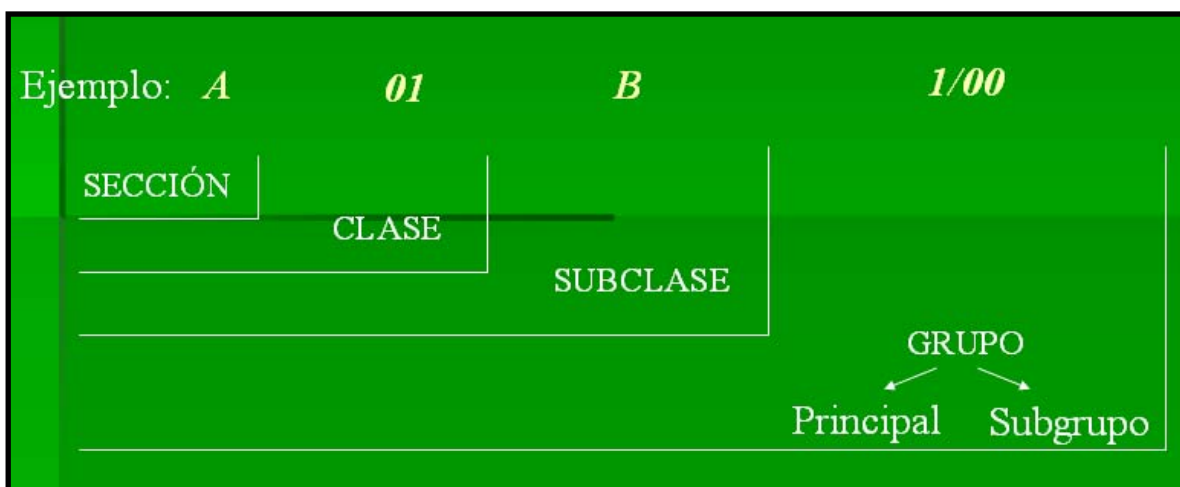 Ejemplo: A 01 B 1/00
SECCIÓN
CLASE
SUBCLASE
GRUPO
Principal Subgrupo